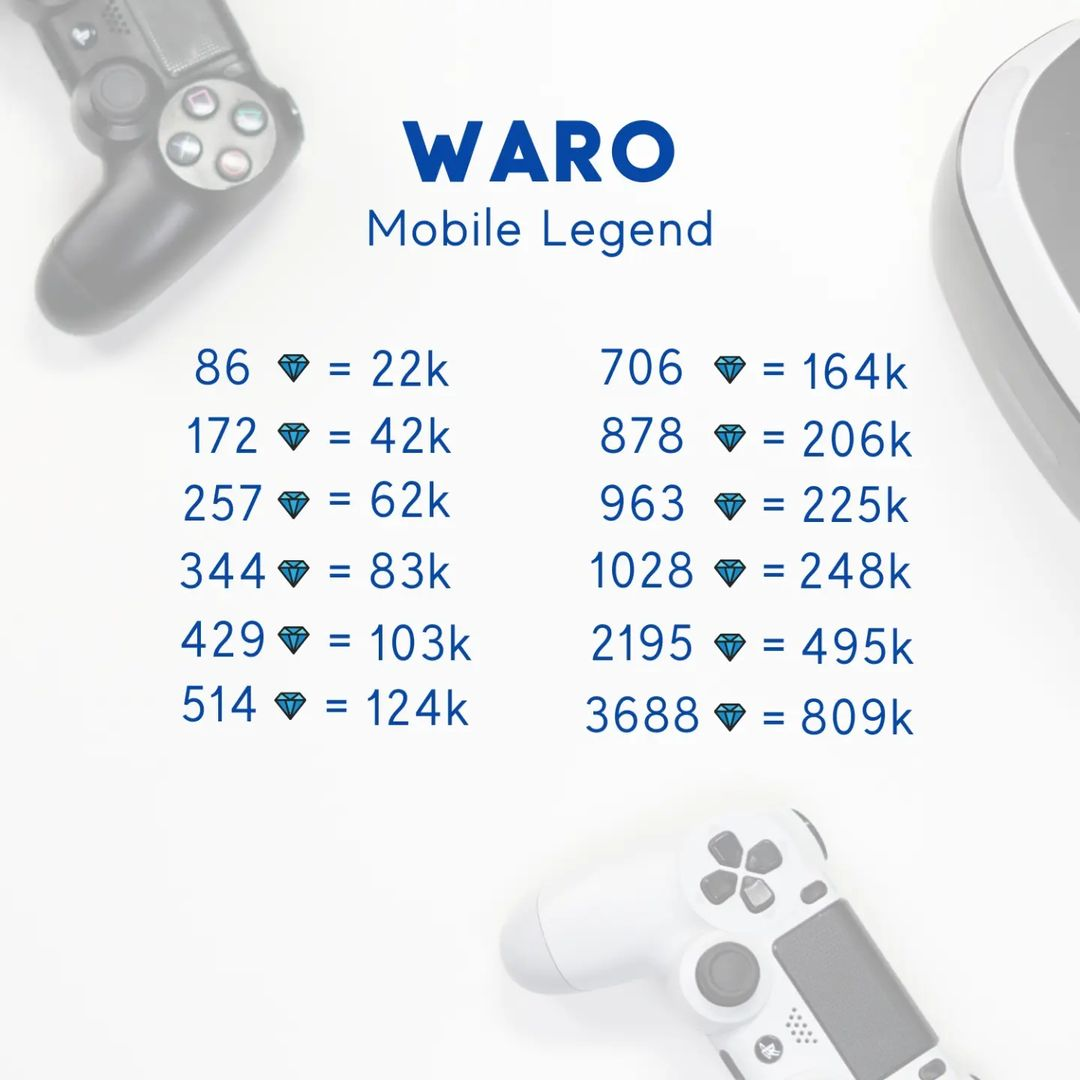 WARO
Mobile Legend
86 💎 = 22k
172 💎 = 42k
257 💎 = 62k
344 💎 = 83k
429 💎 = 103k
514 💎 = 124k
706 💎 = 164k
878 💎 = 206k
963 💎 = 225k
1028 💎 = 248k
2195 💎 = 495k
3688 💎 = 809k